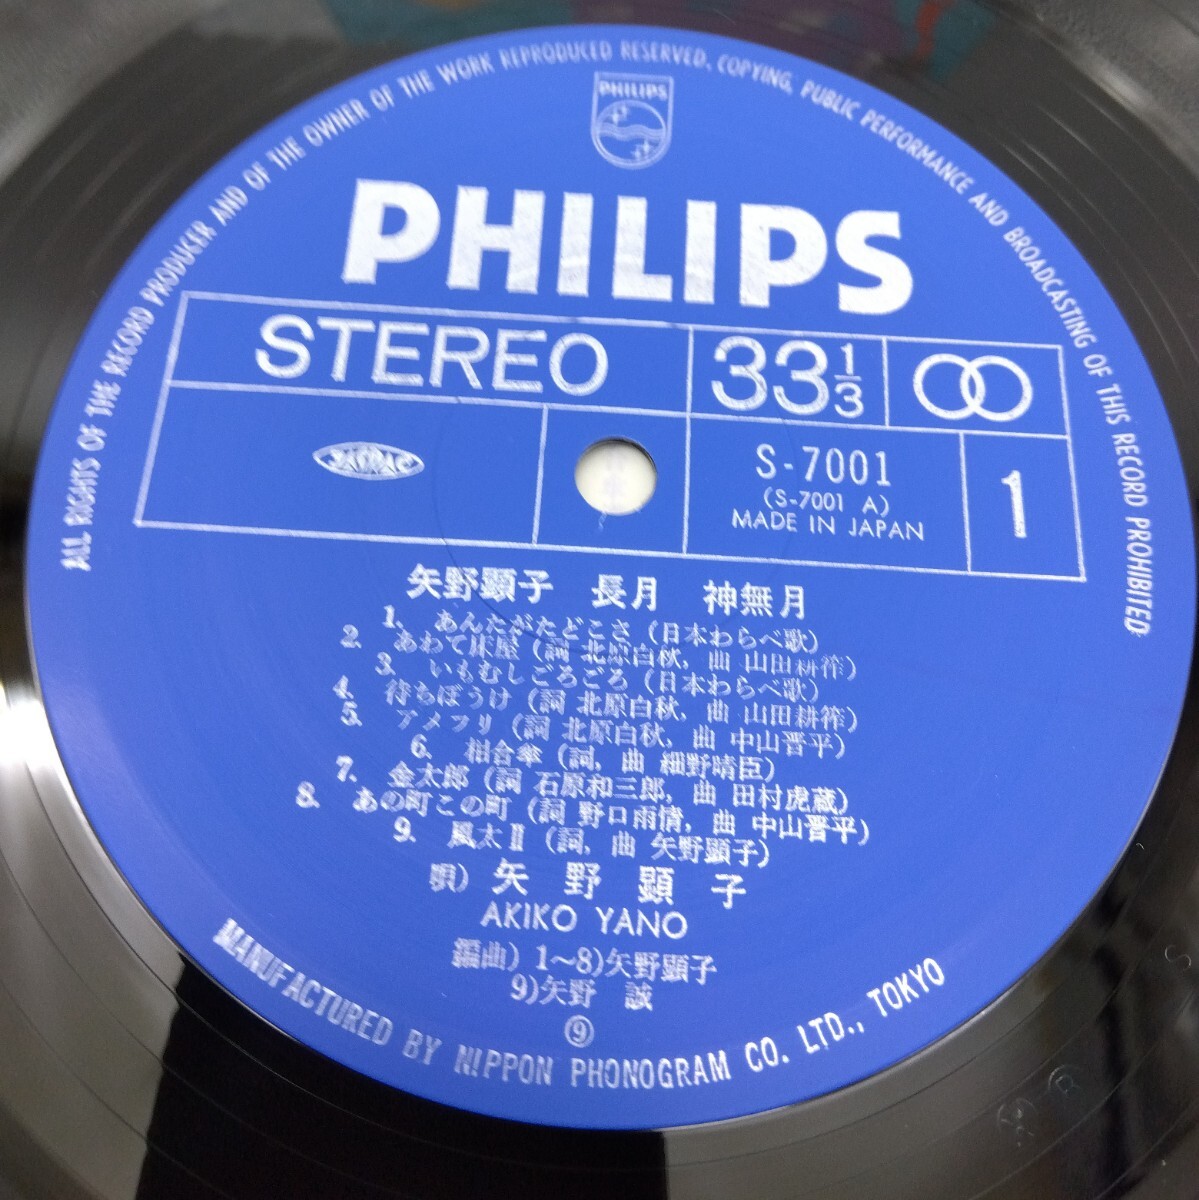 ALL RIGHTS OF THE RECORD PRODUCER AND OF THE OWNER OF THE WORK REPRODUCED RESERVED. COPYING, PUBLIC PERFORMANCE AND BROADCASTING OF THIS RECORD PROHIBITED
PHILIPS
PHILIPS
STEREO
33 1/3
JASRAC
S-7001
(S-7001 A)
MADE IN JAPAN
1
矢野顕子 長月 神無月
1. あんたがたどこさ (日本わらべ歌)
2. あわて床屋 (詞 北原白秋, 曲 山田耕筰)
3. いもむしごろごろ (日本わらべ歌)
4. 待ちぼうけ (詞 北原白秋, 曲 山田耕筰)
5. アメフリ (詞 北原白秋, 曲 中山晋平)
6. 相合傘 (詞, 曲 細野晴臣)
7. 金太郎 (詞 石原和三郎, 曲 田村虎蔵)
8. あの町この町 (詞 野口雨情, 曲 中山晋平)
9. 風太Ⅱ (詞, 曲 矢野顕子)
唄) 矢野顕子
AKIKO YANO
編曲) 1〜8)矢野顕子
9)矢野 誠
⑨
MANUFACTURED BY NIPPON PHONOGRAM CO. LTD., TOKYO